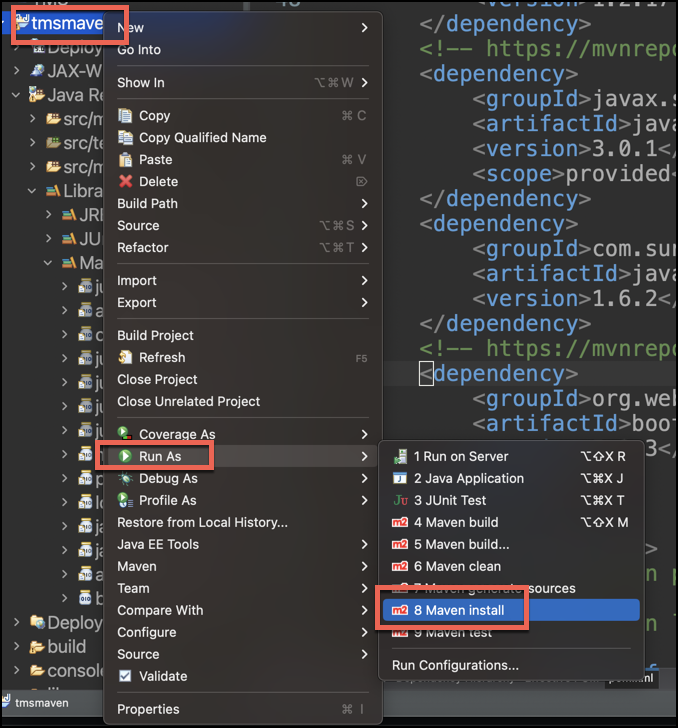 tmsmave
New
Go Into
Show In ⌥⌘W
Copy ⌘C
Copy Qualified Name
Paste ⌘V
Delete ⌦
Build Path
Source ⌥⌘S
Refactor ⌥⌘T
Import
Export
Build Project
Refresh F5
Close Project
Close Unrelated Project
Coverage As
Run As
Debug As
Profile As
Restore from Local History...
Java EE Tools
Maven
Team
Compare With
Configure
Source
Validate
Properties ⌘I
1 Run on Server ⌥⇧X R
2 Java Application ⌥⌘X J
3 JUnit Test ⌥⌘X T
4 Maven build ⌥⇧X M
5 Maven build...
6 Maven clean
7 Maven generate sources
8 Maven install
9 Maven test
Run Configurations...
Deploy
JAX-W
Java Re
src/m
src/te
src/m
Libra
JRE
JU
Ma
Deploy
build
console
tmsmaven
</dependency>
<!-- https://mvnrepo
<dependency>
<groupId>javax.s
<artifactId>java
<version>3.0.1</
<scope>provided<
</dependency>
<dependency>
<groupId>com.sun
<artifactId>java
<version>1.6.2</
</dependency>
<!-- https://mvnrepo
<dependency>
<groupId>org.web
<artifactId>boot
3</